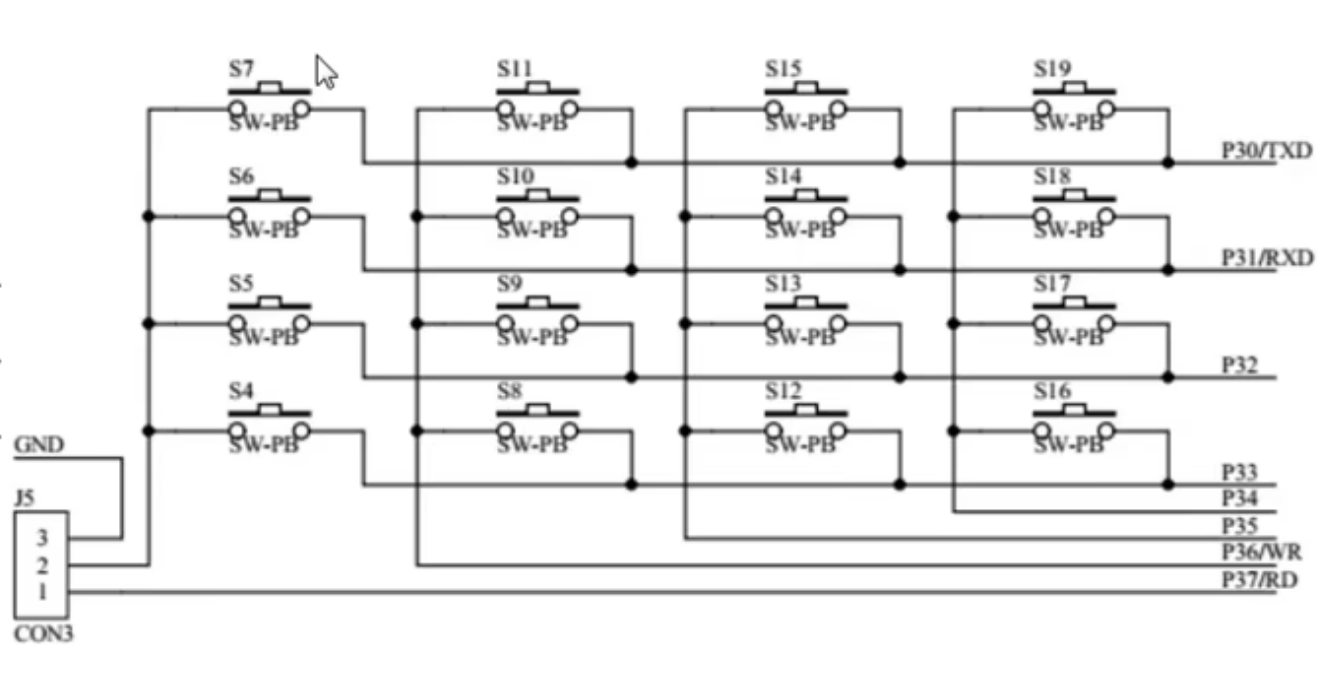 S7 S11 S15 S19
SW-PB SW-PB SW-PB SW-PB
P30/TXD
S6 S10 S14 S18
SW-PB SW-PB SW-PB SW-PB
P31/RXD
S5 S9 S13 S17
SW-PB SW-PB SW-PB SW-PB
P32
S4 S8 S12 S16
SW-PB SW-PB SW-PB SW-PB
GND
P33
J5
P34
P35
3
P36/WR
2
P37/RD
1
CON3